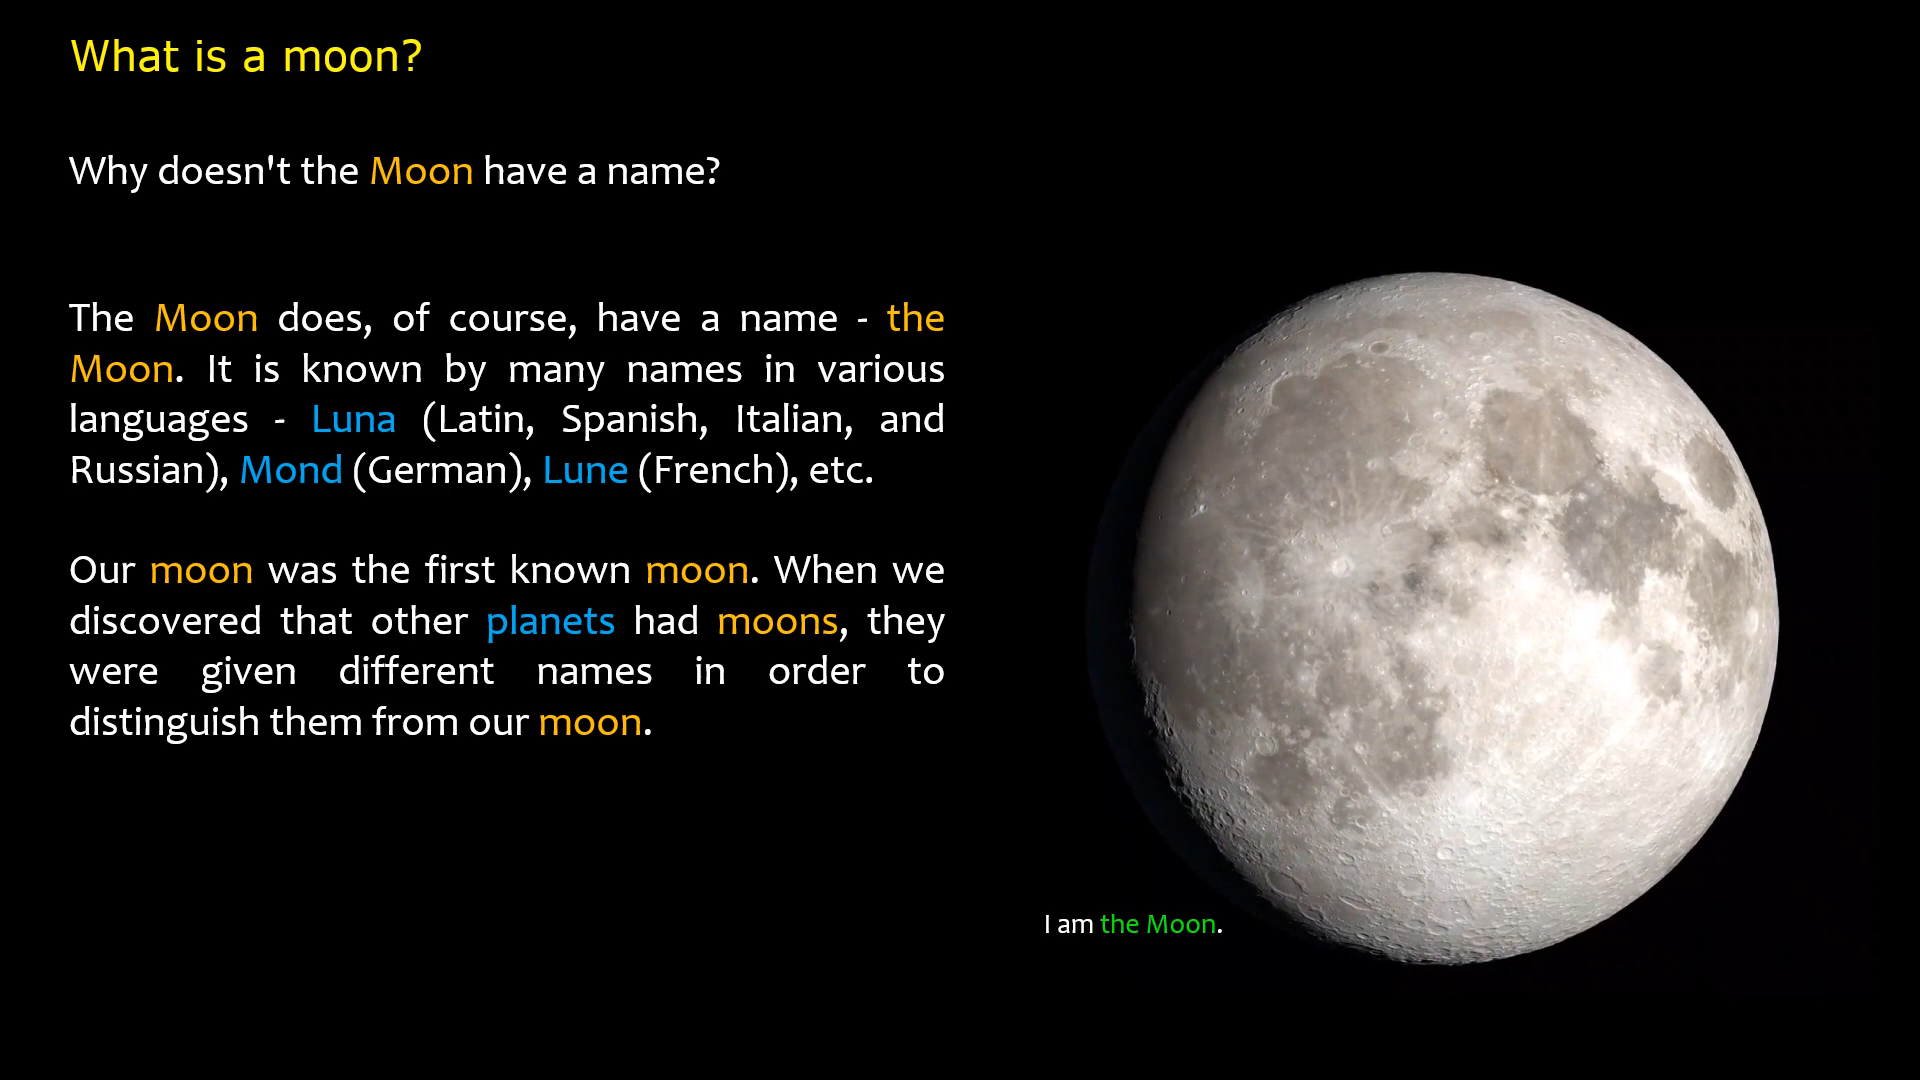 What is a moon?
Why doesn't the Moon have a name?
The Moon does, of course, have a name - the
Moon. It is known by many names in various
languages - Luna (Latin, Spanish, Italian, and
Russian), Mond (German), Lune (French), etc.
Our moon was the first known moon. When we
discovered that other planets had moons, they
were given different names in order to
distinguish them from our moon.
I am the Moon.